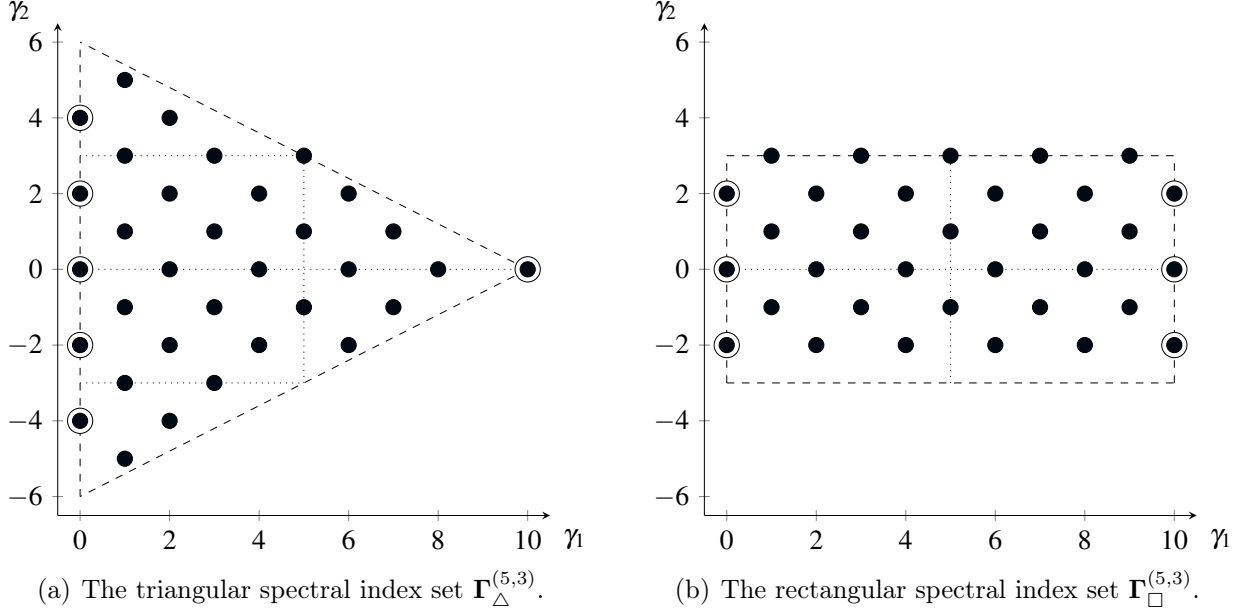 γ₂
6
4
2
0
−2
−4
−6
0 2 4 6 8 10 γ₁
(a) The triangular spectral index set Γ_△^(5,3).
γ₂
6
4
2
0
−2
−4
−6
0 2 4 6 8 10 γ₁
(b) The rectangular spectral index set Γ_□^(5,3).